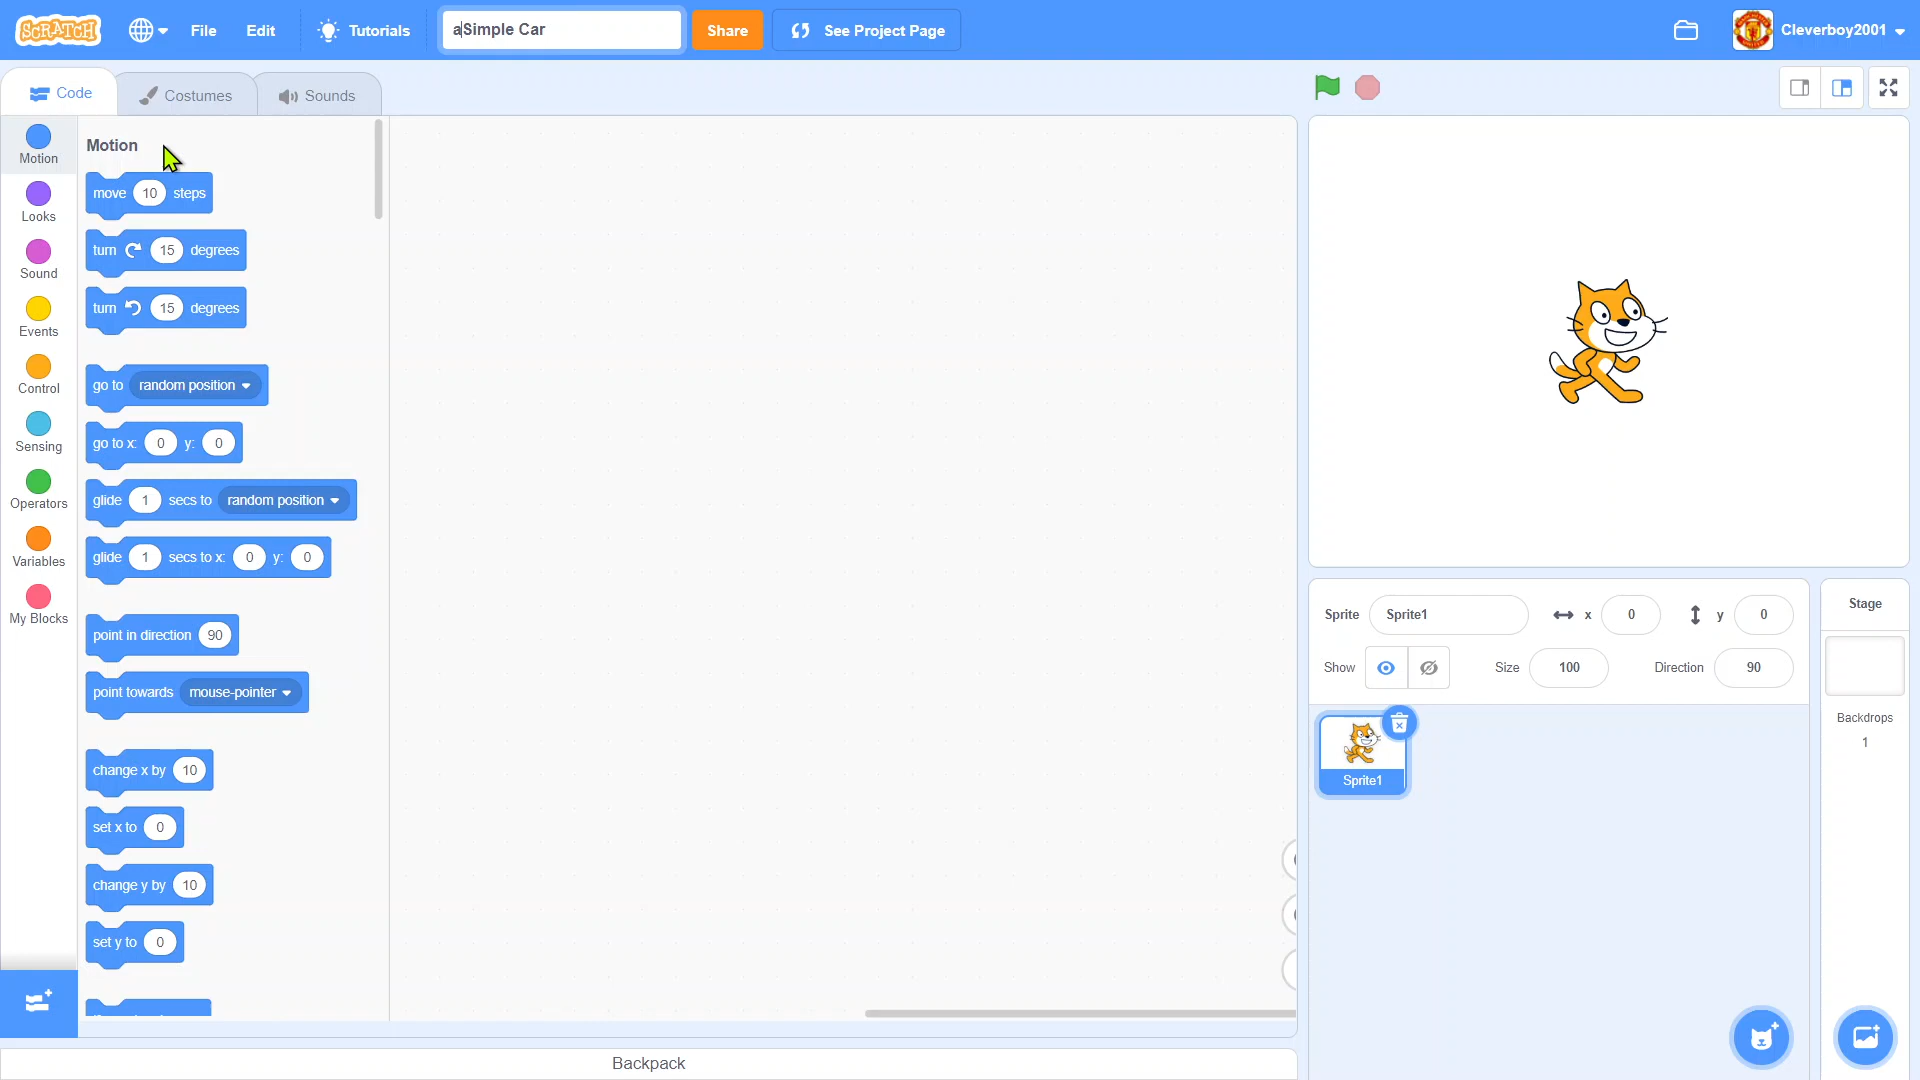 SCRATCH
File
Edit
Tutorials
aSimple Car
Share
See Project Page
Cleverboy2001
Code
Costumes
Sounds
Motion
Looks
Sound
Events
Control
Sensing
Operators
Variables
My Blocks
Motion
move 10 steps
turn 15 degrees
turn 15 degrees
go to random position
go to x: 0 y: 0
glide 1 secs to random position
glide 1 secs to x: 0 y: 0
point in direction 90
point towards mouse-pointer
change x by 10
set x to 0
change y by 10
set y to 0
Backpack
Sprite Sprite1 x 0 y 0
Show Size 100 Direction 90
Sprite1
Stage
Backdrops
1